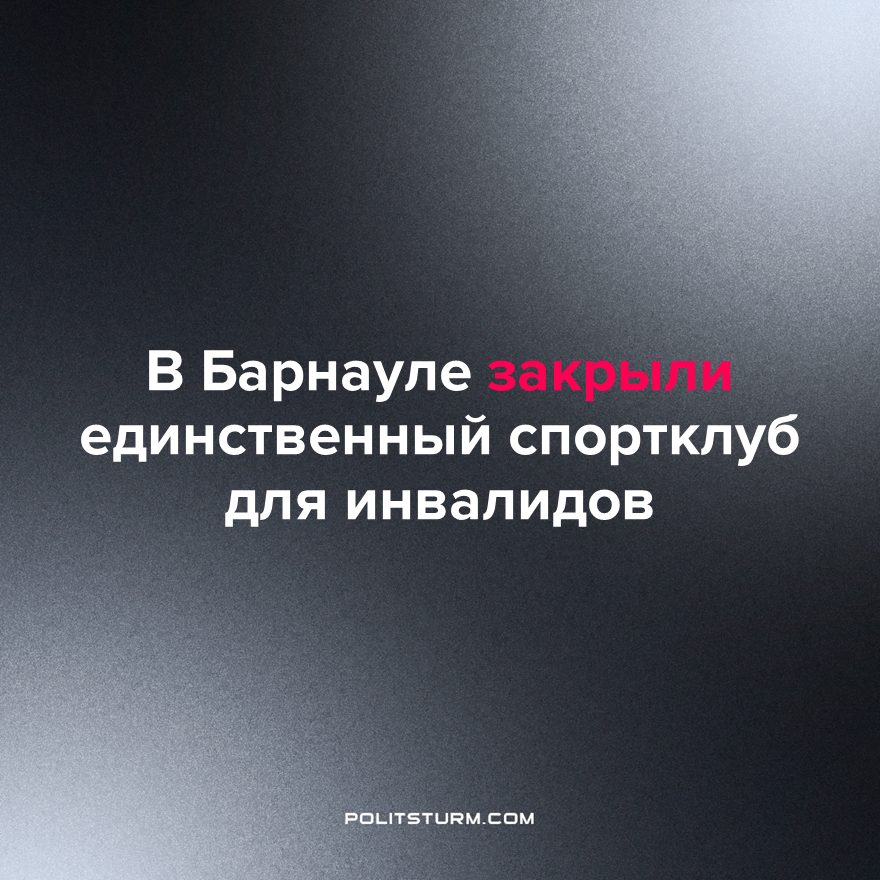 В Барнауле закрыли
единственный спортклуб
для инвалидов
POLITSTURM.COM